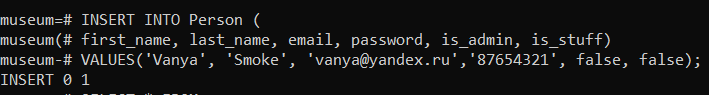 museum=# INSERT INTO Person (
museum(# first_name, last_name, email, password, is_admin, is_stuff)
museum-# VALUES('Vanya', 'Smoke', 'vanya@yandex.ru','87654321', false, false);
INSERT 0 1